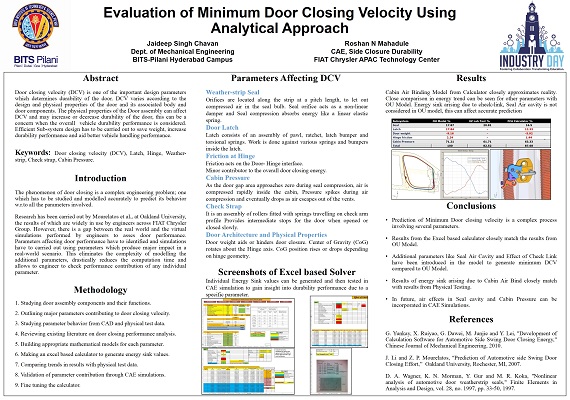 Evaluation of Minimum Door Closing Velocity Using
Analytical Approach
Jaideep Singh Chavan
Dept. of Mechanical Engineering
BITS-Pilani Hyderabad Campus
Roshan N Mahadule
CAE, Side Closure Durability
FIAT Chrysler APAC Technology Center
BITS Pilani
INDUSTRY DAY
Abstract
Door closing velocity (DCV) is one of the important design parameters
which determines durability of the door. DCV varies according to the
design and physical properties of the door and its associated body and
door components. The physical properties of the Door assembly can affect
DCV and may increase or decrease durability of the door, this can be a
concern when the overall vehicle durability performance is considered.
Efficient Sub-system design has to be carried out to save weight, increase
durability performance and aid better vehicle handling performance.
Keywords: Door closing velocity (DCV), Latch, Hinge, Weather-
strip, Check strap, Cabin Pressure.
Introduction
The phenomenon of door closing is a complex engineering problem; one
which has to be studied and modelled accurately to predict its behavior
w.r.to all the parameters involved.
Research has been carried out by Mourelatos et al., at Oakland University,
the results of which are widely in use by engineers across FIAT Chrysler
Group. However, there is a gap between the real world and the virtual
simulations performed by engineers to asses door performance.
Parameters affecting door performance have to identified and simulations
have to carried out using parameters which produce major impact in a
real-world scenario. This eliminates the complexity of modelling the
additional parameters, drastically reduces the computation time and
allows to engineer to check performance contribution of any individual
parameter.
Methodology
1. Studying door assembly components and their functions.
2. Outlining major parameters contributing to door closing velocity.
3. Studying parameter behavior from CAD and physical test data.
4. Reviewing existing literature on door closing performance analysis.
5. Building appropriate mathematical models for each parameter.
6. Making an excel based calculator to generate energy sink values.
7. Comparing trends in results with physical test data.
8. Validation of parameter contribution through CAE simulations.
9. Fine tuning the calculator.
Parameters Affecting DCV
Weather-strip Seal
Orifices are located along the strip at a pitch length, to let out
compressed air in the seal bulb. Seal orifice acts as a nonlinear
damper and Seal compression absorbs energy like a linear elastic
spring.
Door Latch
Latch consists of an assembly of pawl, ratchet, latch bumper and
torsional springs. Work is done against various springs and bumpers
inside the latch.
Friction at Hinge
Friction acts on the Door- Hinge interface.
Minor contributor to the overall door closing energy.
Cabin Pressure
As the door gap area approaches zero during seal compression, air is
compressed rapidly inside the cabin. Pressure spikes during air
compression and eventually drops as air escapes out of the vents.
Check Strap
It is an assembly of rollers fitted with springs travelling on check arm
profile Provides intermediate stops for the door when opened or
closed slowly.
Door Architecture and Physical Properties
Door weight aids or hinders door closure. Center of Gravity (CoG)
rotates about the Hinge axis. CoG position rises or drops depending
on hinge geometry.
Screenshots of Excel based Solver
Individual Energy Sink values can be generated and then tested in
CAE simulation to gain insight into durability performance due to a
specific parameter.
Results
Cabin Air Binding Model from Calculator closely approximates reality.
Close comparison in energy trend can be seen for other parameters with
OU Model. Energy sink arising due to check-link, Seal Air cavity is not
considered in OU model, this can affect accurate prediction.
Conclusions
• Prediction of Minimum Door closing velocity is a complex process
involving several parameters.
• Results from the Excel based calculator closely match the results from
OU Model.
• Additional parameters like Seal Air Cavity and Effect of Check Link
have been introduced in the model to generate minimum DCV
compared to OU Model.
• Results of energy sink arising due to Cabin Air Bind closely match
with results from Physical Testing.
• In future, air effects in Seal cavity and Cabin Pressure can be
incorporated in CAE Simulations.
References
G. Yunkay, X. Ruiyao, G. Dawei, M. Junjie and Y. Lei, "Development of
Calculation Software for Automotive Side Swing Door Closing Energy,"
Chinese Journal of Mechanical Engineering, 2010.
J. Li and Z. P. Mourelatos, "Prediction of Automotive side Swing Door
Closing Effort," Oakland University, Rochester, MI, 2007.
D. A. Wagner, K. N. Morman, Y. Gur and M. R. Koka, "Nonlinear
analysis of automotive door weatherstrip seals," Finite Elements in
Analysis and Design, vol. 28, no. 1997, pp. 33-50, 1997.